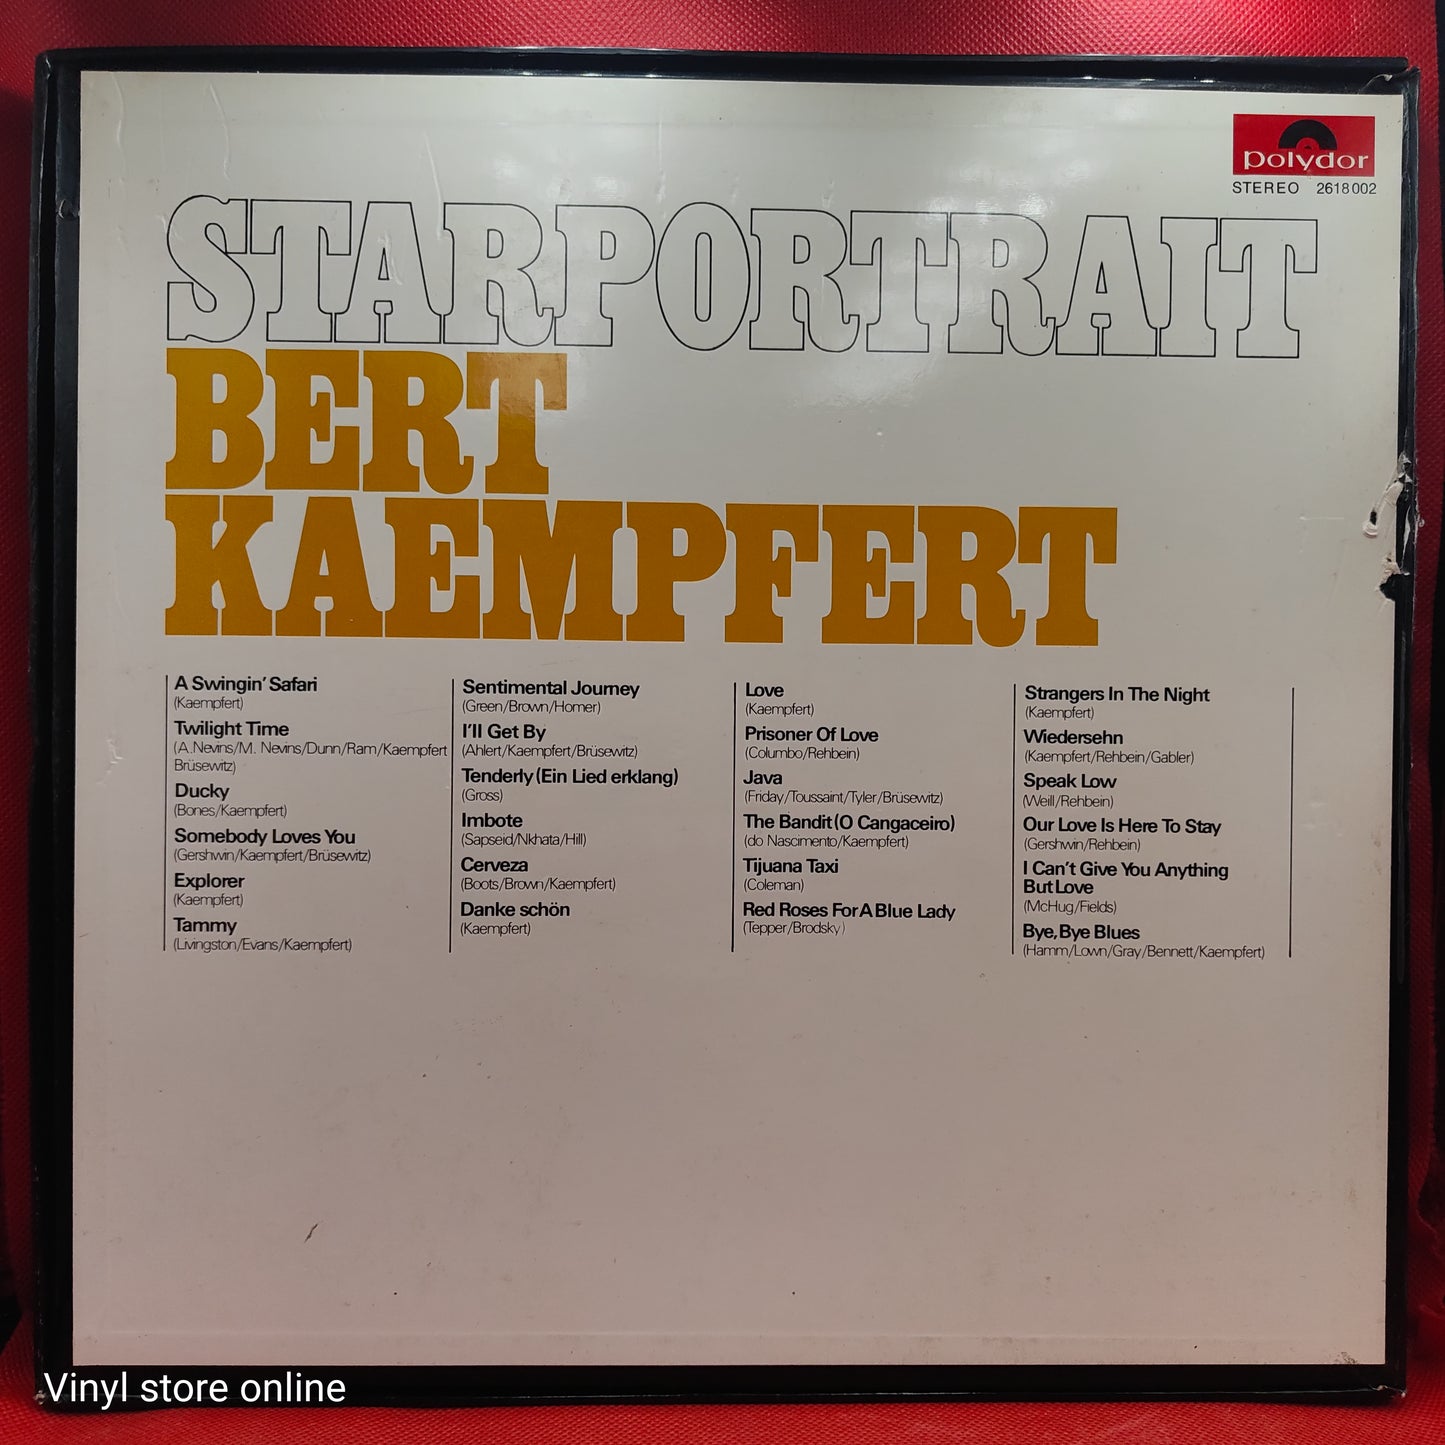 polydor
STEREO 2618 002
STARPORTRAIT
BERT
KAEMPFERT
A Swingin' Safari
(Kaempfert)
Twilight Time
(A. Nevins/M. Nevins/Dunn/Ram/Kaempfert
Brüsewitz)
Ducky
(Bones/Kaempfert)
Somebody Loves You
(Gershwin/Kaempfert/Brüsewitz)
Explorer
(Kaempfert)
Tammy
(Livingston/Evans/Kaempfert)
Sentimental Journey
(Green/Brown/Homer)
I'll Get By
(Ahlert/Kaempfert/Brüsewitz)
Tenderly (Ein Lied erklang)
(Gross)
Imbote
(Sapseid/Nkhata/Hill)
Cerveza
(Boots/Brown/Kaempfert)
Danke schön
(Kaempfert)
Love
(Kaempfert)
Prisoner Of Love
(Columbo/Rehbein)
Java
(Friday/Toussaint/Tyler/Brüsewitz)
The Bandit (O Cangaceiro)
(do Nascimento/Kaempfert)
Tijuana Taxi
(Coleman)
Red Roses For A Blue Lady
(Tepper/Brodsky)
Strangers In The Night
(Kaempfert)
Wiedersehn
(Kaempfert/Rehbein/Gabler)
Speak Low
(Weill/Rehbein)
Our Love Is Here To Stay
(Gershwin/Rehbein)
I Can't Give You Anything
But Love
(McHug/Fields)
Bye, Bye Blues
(Hamm/Lown/Gray/Bennett/Kaempfert)
Vinyl store online